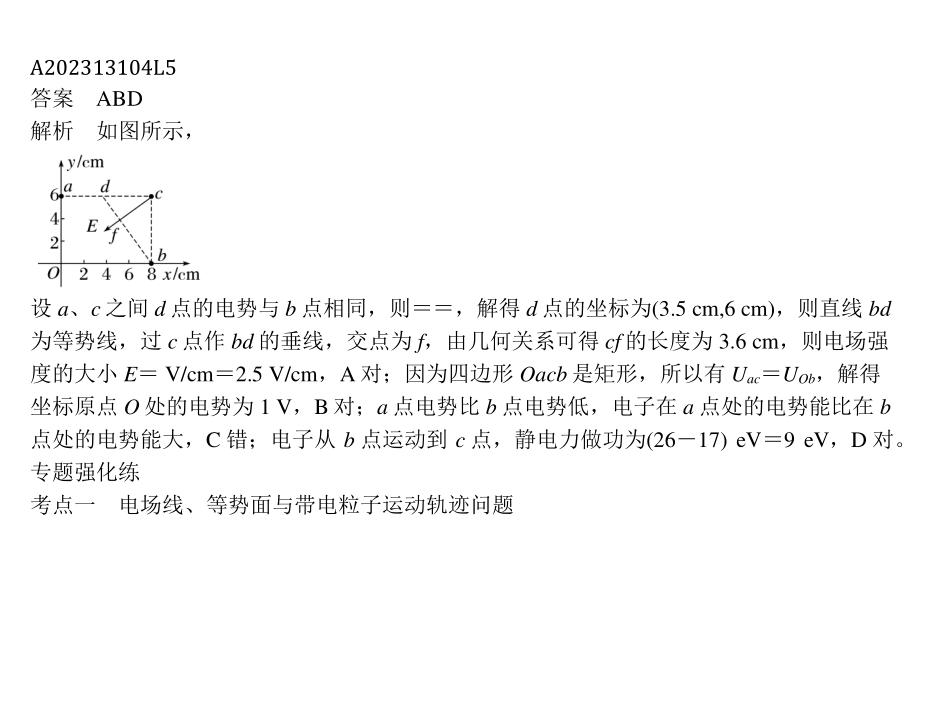 A202313104L5
答案 ABD
解析 如图所示，
y/cm
6 a d c
4 E f
2 b
O 2 4 6 8 x/cm
设 a、c 之间 d 点的电势与 b 点相同，则＝＝，解得 d 点的坐标为(3.5 cm,6 cm)，则直线 bd
为等势线，过 c 点作 bd 的垂线，交点为 f，由几何关系可得 cf 的长度为 3.6 cm，则电场强
度的大小 E＝ V/cm＝2.5 V/cm，A 对；因为四边形 Oacb 是矩形，所以有 Uac＝UOb，解得
坐标原点 O 处的电势为 1 V，B 对；a 点电势比 b 点电势低，电子在 a 点处的电势能比在 b
点处的电势能大，C 错；电子从 b 点运动到 c 点，静电力做功为(26－17) eV＝9 eV，D 对。
专题强化练
考点一 电场线、等势面与带电粒子运动轨迹问题